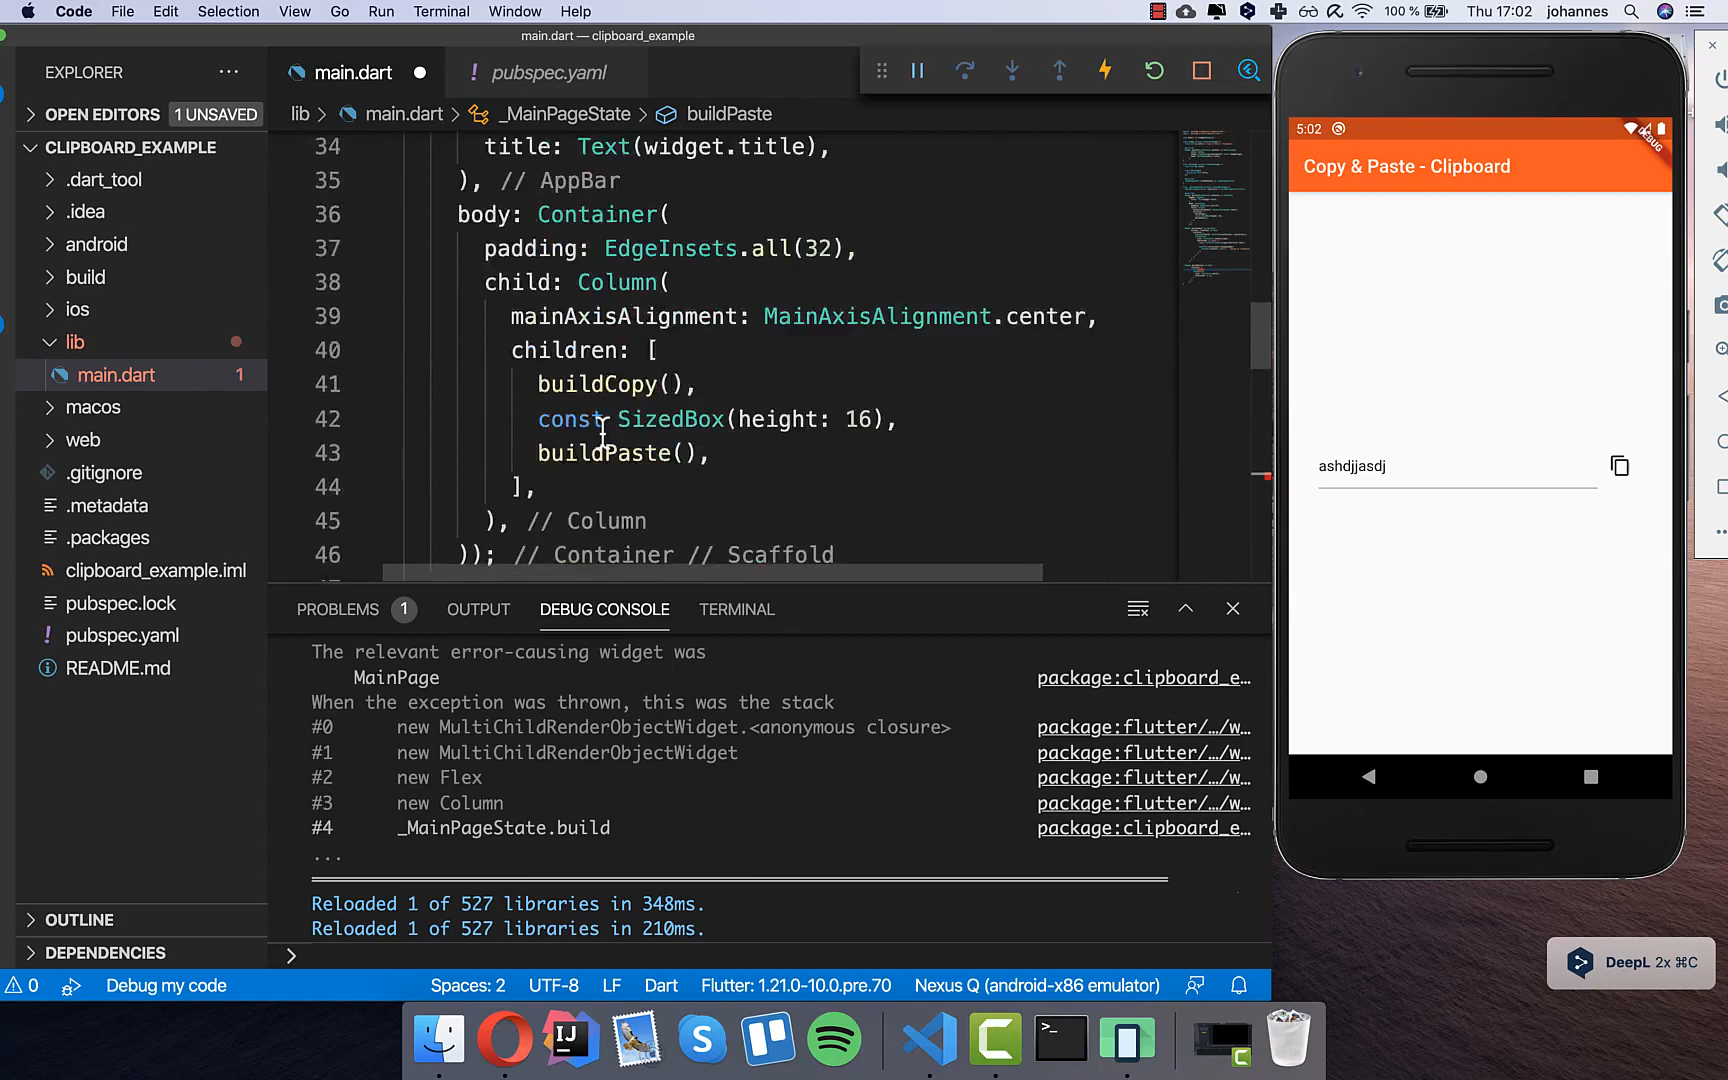 Code File Edit Selection View Go Run Terminal Window Help 100 % Thu 17:02 johannes
main.dart — clipboard_example
EXPLORER
OPEN EDITORS 1 UNSAVED
CLIPBOARD_EXAMPLE
.dart_tool
.idea
android
build
ios
lib
main.dart 1
macos
web
.gitignore
.metadata
.packages
clipboard_example.iml
pubspec.lock
pubspec.yaml
README.md
OUTLINE
DEPENDENCIES
main.dart
pubspec.yaml
lib main.dart _MainPageState buildPaste
34 title: Text(widget.title),
35 ), // AppBar
36 body: Container(
37 padding: EdgeInsets.all(32),
38 child: Column(
39 mainAxisAlignment: MainAxisAlignment.center,
40 children: [
41 buildCopy(),
42 const SizedBox(height: 16),
43 buildPaste(),
44 ],
45 ), // Column
46 )); // Container // Scaffold
PROBLEMS 1 OUTPUT DEBUG CONSOLE TERMINAL
The relevant error-causing widget was
MainPage package:clipboard_e…
When the exception was thrown, this was the stack
#0 new MultiChildRenderObjectWidget.<anonymous closure> package:flutter/…/w…
#1 new MultiChildRenderObjectWidget package:flutter/…/w…
#2 new Flex package:flutter/…/w…
#3 new Column package:flutter/…/w…
#4 _MainPageState.build package:clipboard_e…
...
Reloaded 1 of 527 libraries in 348ms.
Reloaded 1 of 527 libraries in 210ms.
0 Debug my code Spaces: 2 UTF-8 LF Dart Flutter: 1.21.0-10.0.pre.70 Nexus Q (android-x86 emulator)
5:02
DEBUG
Copy & Paste - Clipboard
ashdjjasdj
DeepL 2x ⌘C